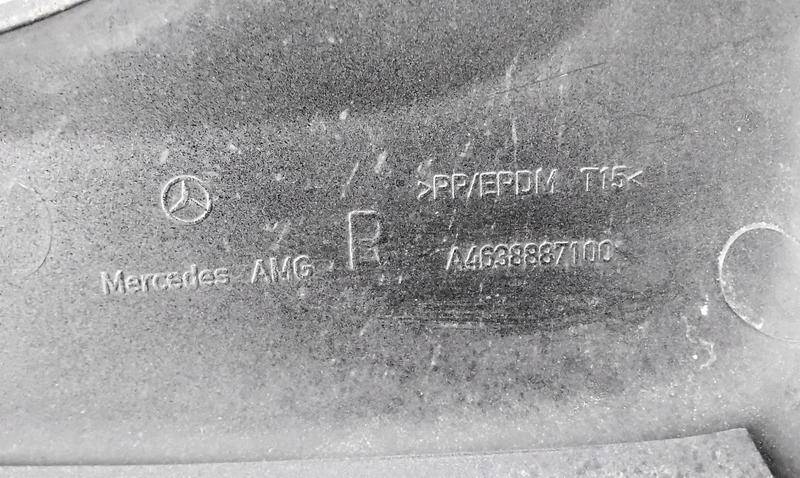 >PP/EPDM T15<
R
Mercedes AMG
A4638887100